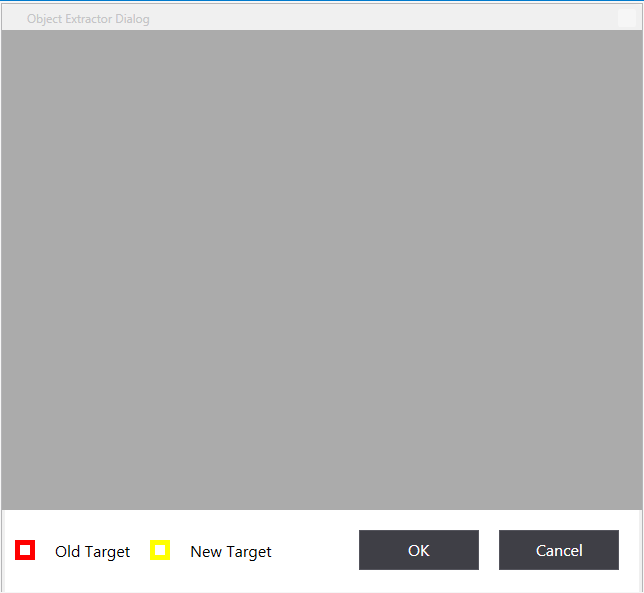 Object Extractor Dialog
Old Target
New Target
OK
Cancel